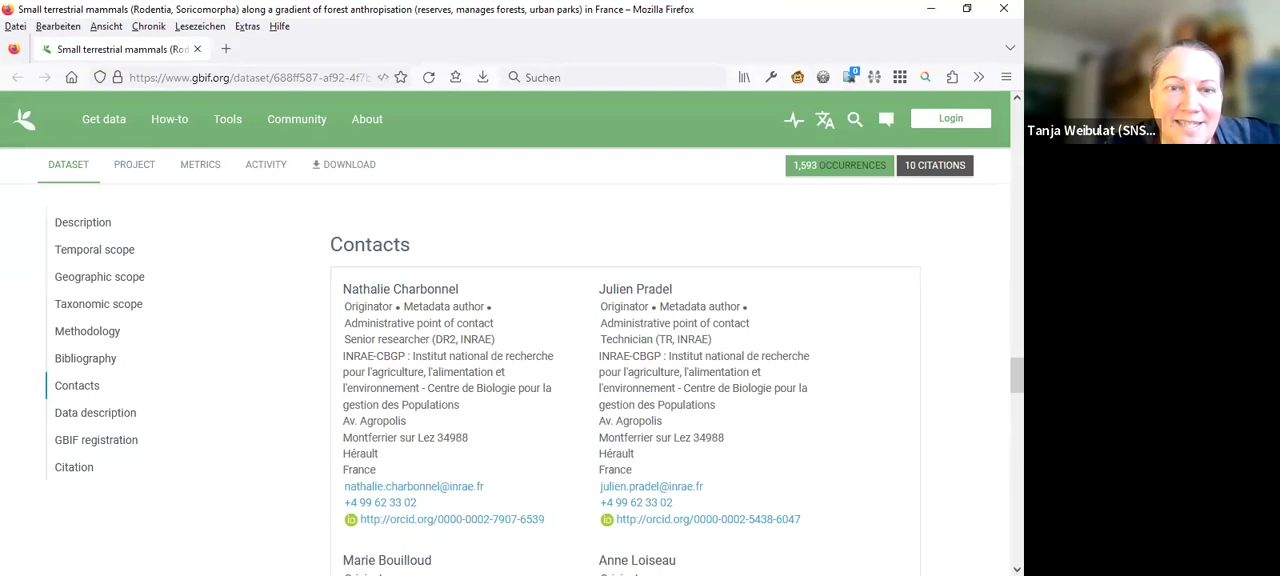 Small terrestrial mammals (Rodentia, Soricomorpha) along a gradient of forest anthropisation (reserves, manages forests, urban parks) in France – Mozilla Firefox
Datei Bearbeiten Ansicht Chronik Lesezeichen Extras Hilfe
Small terrestrial mammals (Rod
https://www.gbif.org/dataset/688ff587-af92-4f7b
Suchen
0
Get data How-to Tools Community About
Login
DATASET PROJECT METRICS ACTIVITY DOWNLOAD
1,593 OCCURRENCES 10 CITATIONS
Description
Temporal scope
Geographic scope
Taxonomic scope
Methodology
Bibliography
Contacts
Data description
GBIF registration
Citation
Contacts
Nathalie Charbonnel
Originator • Metadata author •
Administrative point of contact
Senior researcher (DR2, INRAE)
INRAE-CBGP : Institut national de recherche
pour l'agriculture, l'alimentation et
l'environnement - Centre de Biologie pour la
gestion des Populations
Av. Agropolis
Montferrier sur Lez 34988
Hérault
France
nathalie.charbonnel@inrae.fr
+4 99 62 33 02
http://orcid.org/0000-0002-7907-6539
Julien Pradel
Originator • Metadata author •
Administrative point of contact
Technician (TR, INRAE)
INRAE-CBGP : Institut national de recherche
pour l'agriculture, l'alimentation et
l'environnement - Centre de Biologie pour la
gestion des Populations
Av. Agropolis
Montferrier sur Lez 34988
Hérault
France
julien.pradel@inrae.fr
+4 99 62 33 02
http://orcid.org/0000-0002-5438-6047
Marie Bouilloud
Anne Loiseau
Tanja Weibulat (SNS...